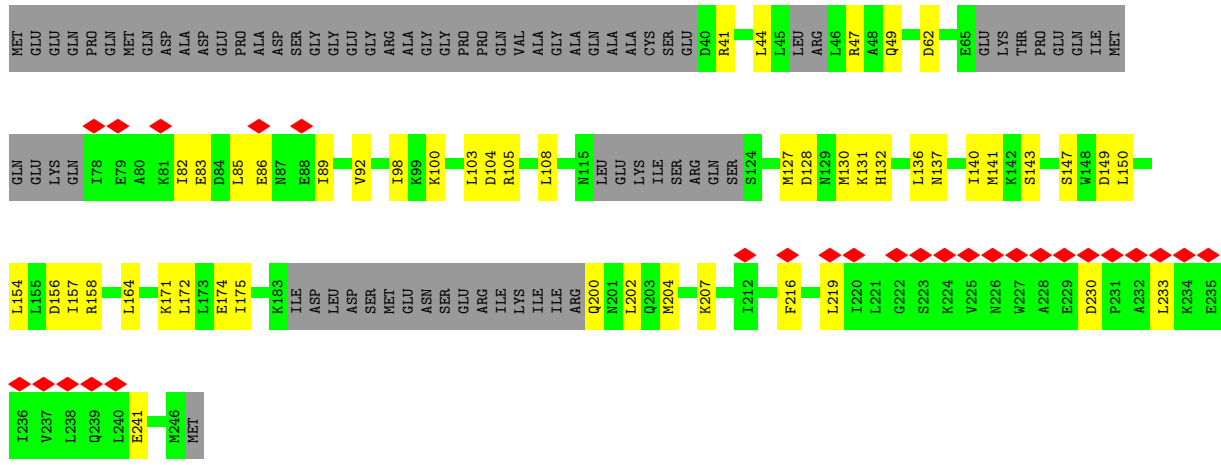 MET GLU GLU GLN PRO GLN MET GLN ASP ALA ASP GLU PRO ALA ASP SER GLY GLY GLU GLY ARG ALA GLY GLY PRO PRO GLN VAL ALA GLY ALA GLN ALA ALA CYS SER GLU D40 R41 L44 L45 LEU ARG L46 R47 A48 Q49 D62 E65 GLU LYS THR PRO GLU GLN ILE MET
GLN GLU LYS GLN I78 E79 A80 K81 I82 E83 D84 L85 E86 N87 E88 I89 V92 I98 K99 K100 L103 D104 R105 L108 N115 LEU GLU LYS ILE SER ARG GLN SER S124 M127 D128 N129 M130 K131 H132 L136 N137 I140 M141 K142 S143 S147 W148 D149 L150
L154 L155 D156 I157 R158 L164 K171 L172 L173 E174 I175 K183 ILE ASP LEU ASP SER MET GLU ASN SER GLU ARG ILE LYS ILE ILE ARG Q200 N201 L202 Q203 M204 K207 I212 F216 L219 I220 L221 G222 S223 K224 V225 N226 W227 A228 E229 D230 P231 A232 L233 K234 E235
I236 V237 L238 Q239 L240 E241 M246 MET